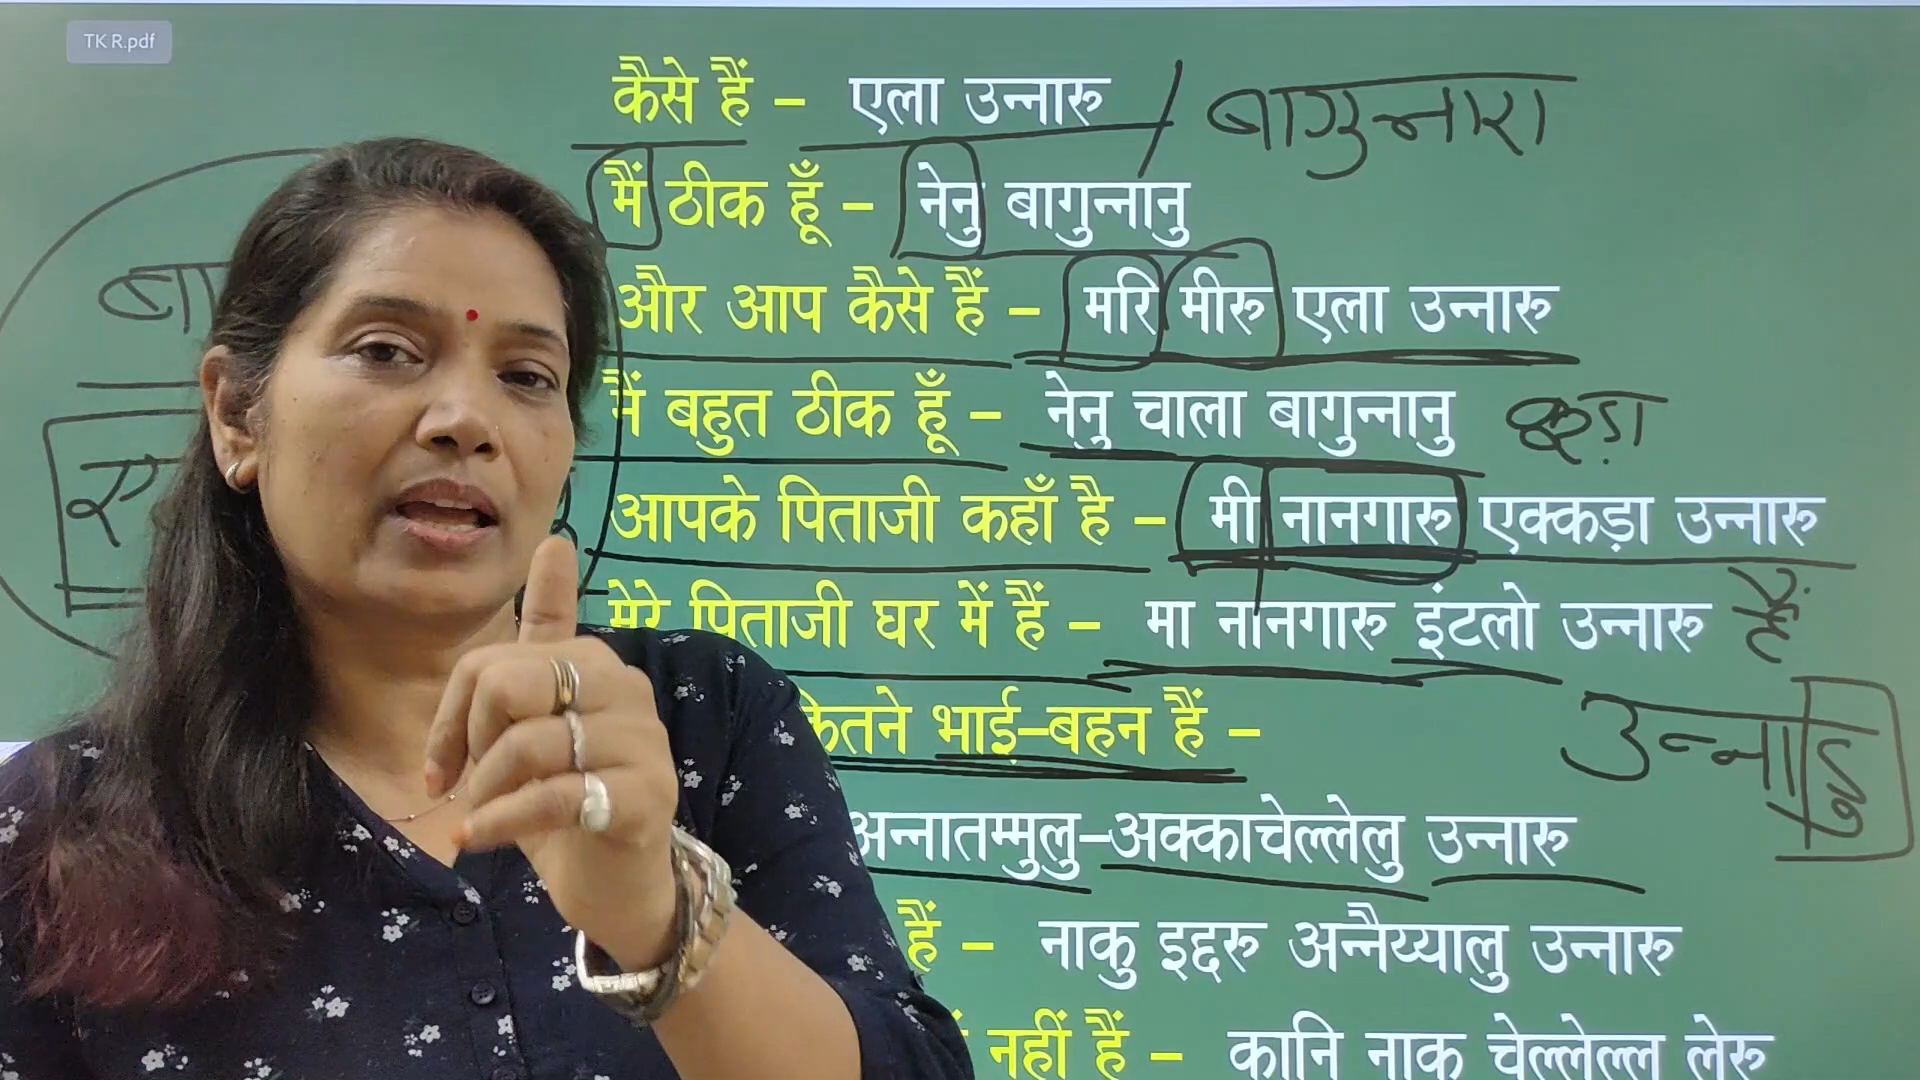 TK R.pdf
कैसे हैं – एला उन्नारू / बागुन्नारा
मैं ठीक हूँ – नेनु बागुन्नानु
और आप कैसे हैं – मरि मीरू एला उन्नारू
मैं बहुत ठीक हूँ – नेनु चाला बागुन्नानु
आपके पिताजी कहाँ है – मी नानगारू एक्कड़ा उन्नारू
मेरे पिताजी घर में हैं – मा नानगारू इंटलो उन्नारू हैं
कितने भाई–बहन हैं – उन्नाडु
अन्नातम्मुलु–अक्काचेल्लेलु उन्नारू
हैं – नाकु इद्दरू अन्नैय्यालु उन्नारू
नहीं हैं – कानि नाकु चेल्लेल्लु लेरू